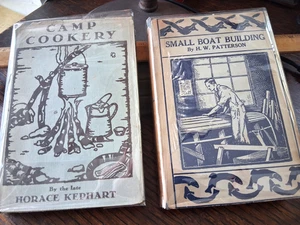 CAMP
COOKERY
By the late
HORACE KEPHART
SMALL BOAT BUILDING
By H. W. PATTERSON